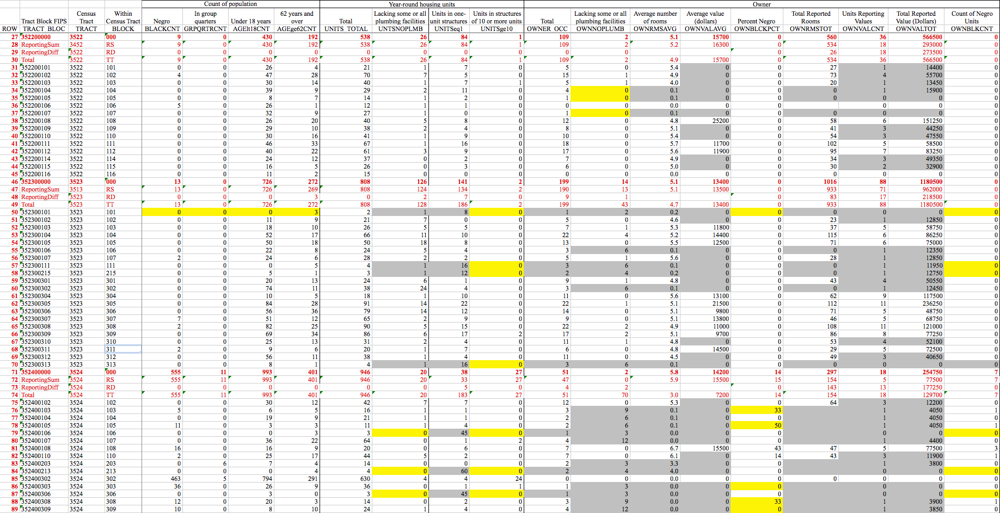 Count of population Year-round housing units Owner
Tract Block FIPS Census Tract Within Census Tract Negro In group quarters Under 18 years 62 years and over Total Lacking some or all plumbing facilities Units in one-unit structures Units in structures of 10 or more units Total Lacking some or all plumbing facilities Average number of rooms Average value (dollars) Percent Negro Total Reported Rooms Units Reporting Values Total Reported Value (Dollars) Count of Negro Units
ROW TRACT_BLOC TRACT BLOCK BLACKCNT GRPQRTRCNT AGElt18CNT AGEge62CNT UNITS_TOTAL UNTSNOPLMB UNITSeq1 UNITSge10 OWNER_OCC OWNNOPLUMB OWNRMSAVG OWNVALAVG OWNBLCKPCT OWNRMSTOT OWNVALCNT OWNVALTOT OWNBLKCNT
27 352200000 3522 000 9 0 430 192 538 26 84 1 109 2 5.1 15700 0 560 36 566500 0
28 ReportingSum 3452 RS 9 0 430 192 538 26 84 1 109 2 5.2 16300 0 534 18 293000 0
29 ReportingDiff 3522 RD 0 0 0 0 0 0 0 0 0 0 0 26 18 273500 0
30 Total 3522 TT 9 0 430 192 538 26 84 1 109 2 4.9 15700 0 534 36 566500 0
31 352200101 3522 101 0 0 26 4 21 1 7 0 5 0 5.4 0 0 27 1 14400 0
32 352200102 3522 102 4 0 47 28 70 7 5 0 15 1 4.9 0 0 73 4 55700 0
33 352200103 3522 103 0 0 30 14 40 1 7 1 5 1 4.0 0 0 20 1 13450 0
34 352200104 3522 104 0 0 39 9 29 2 11 0 4 0 0.1 0 0 0 1 15900 0
35 352200105 3522 105 0 0 8 7 14 1 2 0 1 0 0.1 0 0 0 0 0 0
36 352200106 3522 106 5 0 26 1 12 1 1 0 0 0 0.0 0 0 0 0 0
37 352200107 3522 107 0 0 32 9 27 1 0 0 1 0 0.1 0 0 0 0 0 0
38 352200108 3522 108 0 0 26 20 40 5 8 0 12 0 4.8 25200 0 58 6 151250 0
39 352200109 3522 109 0 0 29 10 38 2 4 0 8 0 5.1 0 0 41 3 44250 0
40 352200110 3522 110 0 0 30 16 41 1 9 0 10 0 5.4 0 0 54 3 47550 0
41 352200111 3522 111 0 0 46 33 67 1 16 0 18 0 5.7 11700 0 102 5 58500 0
42 352200112 3522 112 0 0 40 22 61 3 9 0 17 0 5.6 11900 0 95 7 83250 0
43 352200114 3522 114 0 0 24 12 37 0 2 0 7 0 4.9 0 0 34 3 49350 0
44 352200115 3522 115 0 0 16 5 26 0 3 0 6 0 5.0 0 0 30 2 32900 0
45 352200116 3522 116 0 0 11 2 15 0 0 0 0 0 0.0 0 0 0 0 0 0
46 352300000 3523 000 13 0 726 272 808 126 141 2 199 14 5.1 13400 0 1016 88 1180500 0
47 ReportingSum 3513 RS 13 0 726 269 808 124 134 2 190 13 5.1 13500 0 933 71 962000 0
48 ReportingDiff 3523 RD 0 0 0 3 0 2 7 0 9 1 0 83 17 218500 0
49 Total 3523 TT 13 0 726 272 808 128 186 2 199 43 4.7 13400 0 933 88 1180500 0
50 352300101 3523 101 0 0 0 3 2 1 8 0 1 2 0.2 0 0 0 0 0 0
51 352300102 3523 102 0 0 11 9 21 7 0 0 5 0 4.6 0 0 23 1 12850 0
52 352300103 3523 103 0 0 18 10 26 5 5 0 7 1 5.3 11800 0 37 5 58750 0
53 352300104 3523 104 0 0 52 17 66 11 10 0 22 4 5.2 14400 0 115 6 86250 0
54 352300105 3523 105 0 0 50 18 50 18 8 0 13 0 5.5 12500 0 71 6 75000 0
55 352300106 3523 106 0 0 22 8 24 5 4 0 3 6 0.1 0 0 0 1 12350 0
56 352300107 3523 107 2 0 24 6 28 2 2 0 5 1 5.6 0 0 28 1 12850 0
57 352300111 3523 111 0 0 0 5 4 1 16 0 3 6 0.1 0 0 0 1 11950 0
58 352300215 3523 215 0 0 5 1 3 1 12 0 2 4 0.2 0 0 0 1 12750 0
59 352300301 3523 301 0 0 20 13 24 6 1 0 9 1 4.8 0 0 43 4 50550 0
60 352300302 3523 302 0 0 74 11 38 24 4 0 3 6 0.1 0 0 0 1 12450 0
61 352300304 3523 304 0 0 10 5 18 1 10 0 11 0 5.6 13100 0 62 9 117500 0
62 352300305 3523 305 0 0 84 28 91 14 22 0 22 1 5.1 21500 0 112 11 236250 0
63 352300306 3523 306 0 0 56 36 79 14 12 0 14 0 5.1 9800 0 71 5 48750 0
64 352300307 3523 307 7 0 51 12 65 2 9 0 9 0 5.1 13800 0 46 5 68750 0
65 352300308 3523 308 2 0 82 25 90 5 15 0 22 2 4.9 11000 0 108 11 121000 0
66 352300309 3523 309 0 0 69 34 86 6 17 2 17 2 5.1 9700 0 86 8 77250 0
67 352300310 3523 310 0 0 25 13 31 2 4 0 11 1 4.8 0 0 53 4 52100 0
68 352300311 3523 311 2 0 9 6 20 1 7 0 6 0 4.8 14500 0 29 5 72500 0
69 352300312 3523 312 0 0 56 11 38 1 4 0 11 0 4.5 0 0 49 3 40650 0
70 352300313 3523 313 0 0 8 1 4 1 16 0 3 6 0.1 0 0 0 0 0 0
71 352400000 3524 000 555 11 993 401 946 20 38 27 51 2 5.8 14200 14 297 18 254750 7
72 ReportingSum 3524 RS 555 11 993 401 946 20 33 27 47 0 5.9 15500 15 154 5 77500 7
73 ReportingDiff 3524 RD 0 0 0 0 0 0 5 0 4 2 0 143 13 177250 0
74 Total 3524 TT 555 11 993 401 946 20 183 27 51 70 3.0 7200 14 154 18 129700 7
75 352400102 3524 102 0 0 30 12 42 7 7 0 12 0 5.3 0 0 64 3 12200 0
76 352400103 3524 103 5 0 6 5 16 1 1 0 3 9 0.1 0 33 1 4050 1
77 352400104 3524 104 0 0 19 9 21 1 1 0 2 6 0.1 0 0 1 4050 0
78 352400105 3524 105 11 0 3 3 11 1 4 0 2 6 0.1 0 50 1 4050 1
79 352400106 3524 106 0 0 0 3 3 0 45 0 1 3 0.0 0 0 0 0 0
80 352400107 3524 107 0 0 36 22 64 0 1 2 4 12 0.0 0 0 1 4400 0
81 352400108 3524 108 16 0 16 9 20 0 6 0 7 0 6.7 15500 43 47 5 77500 3
82 352400110 3524 110 2 0 25 17 44 5 2 0 7 0 6.1 0 14 43 3 11900 1
83 352400203 3524 203 0 6 7 4 14 0 0 0 2 3 3.3 0 0 1 3800 0
84 352400213 3524 213 0 0 0 4 4 0 60 0 2 4 4.0 0 0 0 0 0
85 352400302 3524 302 463 5 794 291 630 4 4 24 0 0 0.0 0 0 0 0 0 0
86 352400303 3524 303 36 0 26 9 36 0 1 1 1 3 0.0 0 0 0 0 0
87 352400306 3524 306 0 0 3 0 3 0 45 0 1 3 0.0 0 0 0 0 0
88 352400308 3524 308 12 0 20 3 14 0 2 0 3 9 0.0 0 33 1 3900 1
89 352400309 3524 309 10 0 8 10 24 1 4 0 4 12 0.0 0 0 1 3850 0